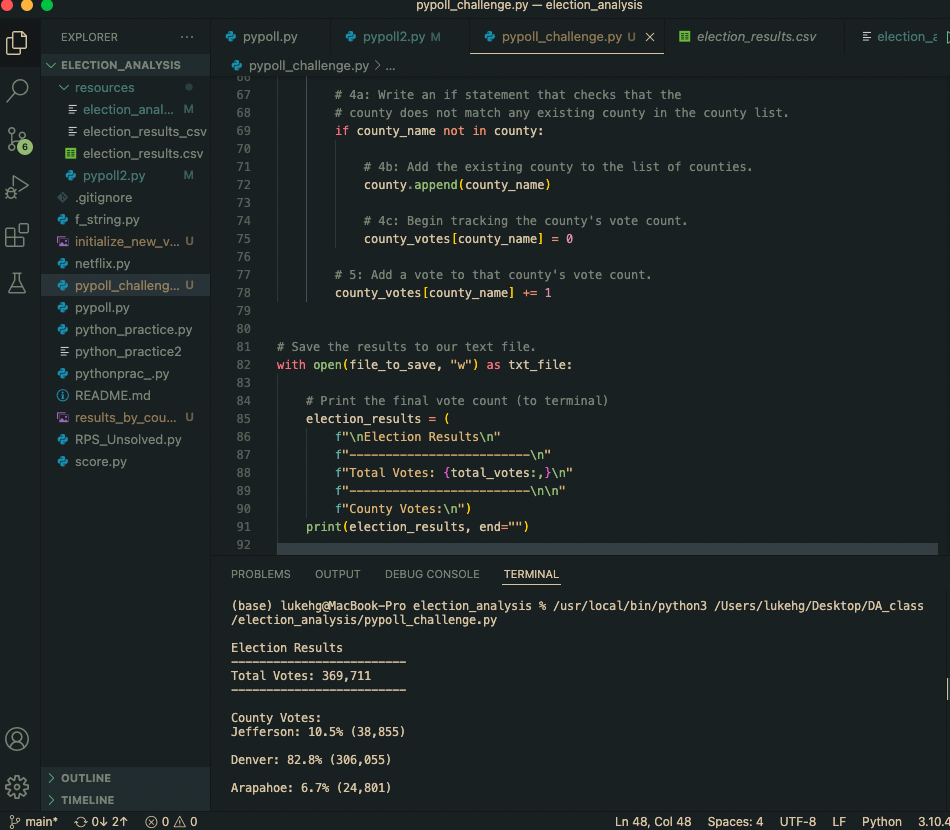 pypoll_challenge.py — election_analysis
EXPLORER
ELECTION_ANALYSIS
resources
election_anal... M
election_results_csv
election_results.csv
pypoll2.py M
.gitignore
f_string.py
initialize_new_v... U
netflix.py
pypoll_challeng... U
pypoll.py
python_practice.py
python_practice2
pythonprac_.py
README.md
results_by_cou... U
RPS_Unsolved.py
score.py
OUTLINE
TIMELINE
6
pypoll.py
pypoll2.py M
pypoll_challenge.py U
election_results.csv
election_a
pypoll_challenge.py > ...
66
67 # 4a: Write an if statement that checks that the
68 # county does not match any existing county in the county list.
69 if county_name not in county:
70
71 # 4b: Add the existing county to the list of counties.
72 county.append(county_name)
73
74 # 4c: Begin tracking the county's vote count.
75 county_votes[county_name] = 0
76
77 # 5: Add a vote to that county's vote count.
78 county_votes[county_name] += 1
79
80
81 # Save the results to our text file.
82 with open(file_to_save, "w") as txt_file:
83
84 # Print the final vote count (to terminal)
85 election_results = (
86 f"\nElection Results\n"
87 f"-------------------------\n"
88 f"Total Votes: {total_votes:,}\n"
89 f"-------------------------\n\n"
90 f"County Votes:\n")
91 print(election_results, end="")
92
PROBLEMS
OUTPUT
DEBUG CONSOLE
TERMINAL
(base) lukehg@MacBook-Pro election_analysis % /usr/local/bin/python3 /Users/lukehg/Desktop/DA_class
/election_analysis/pypoll_challenge.py
Election Results
-------------------------
Total Votes: 369,711
-------------------------
County Votes:
Jefferson: 10.5% (38,855)
Denver: 82.8% (306,055)
Arapahoe: 6.7% (24,801)
main* 0↓ 2↑ 0 0
Ln 48, Col 48 Spaces: 4 UTF-8 LF Python 3.10.4